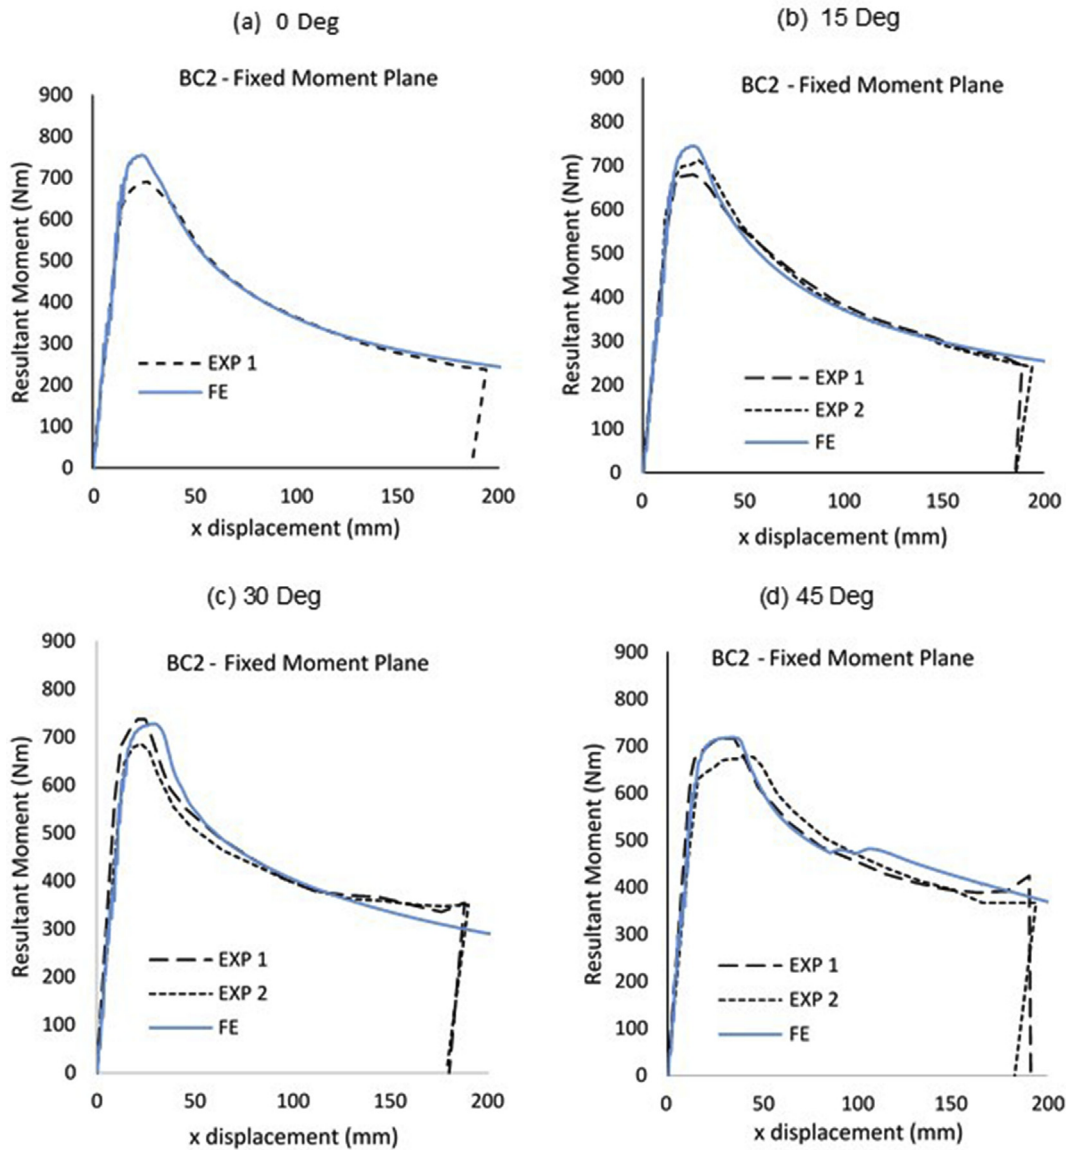 (a) 0 Deg
BC2 - Fixed Moment Plane
Resultant Moment (Nm)
900
800
700
600
500
400
300
200
100
0
EXP 1
FE
0 50 100 150 200
x displacement (mm)
(b) 15 Deg
BC2 - Fixed Moment Plane
Resultant Moment (Nm)
900
800
700
600
500
400
300
200
100
0
EXP 1
EXP 2
FE
0 50 100 150 200
x displacement (mm)
(c) 30 Deg
BC2 - Fixed Moment Plane
Resultant Moment (Nm)
900
800
700
600
500
400
300
200
100
0
EXP 1
EXP 2
FE
0 50 100 150 200
x displacement (mm)
(d) 45 Deg
BC2 - Fixed Moment Plane
Resultant Moment (Nm)
900
800
700
600
500
400
300
200
100
0
EXP 1
EXP 2
FE
0 50 100 150 200
x displacement (mm)